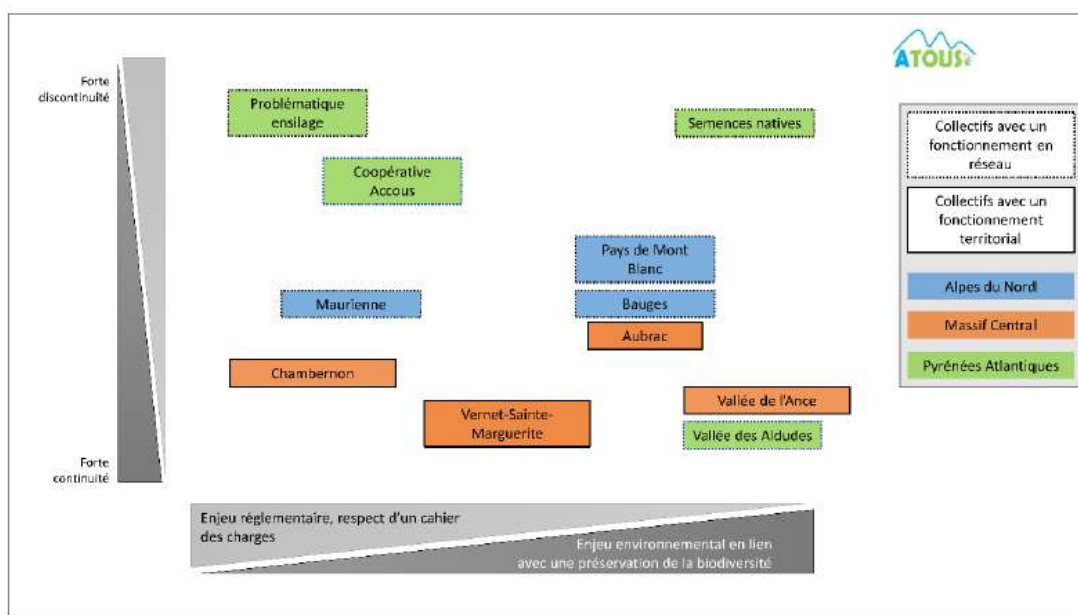 ATOUS
Forte
discontinuité
Problématique
ensilage
Semences natives
Coopérative
Accous
Pays de Mont
Blanc
Maurienne
Bauges
Aubrac
Chambernon
Vallée de l'Ance
Vernet-Sainte-
Marguerite
Vallée des Aldudes
Forte
continuité
Enjeu réglementaire, respect d'un cahier
des charges
Enjeu environnemental en lien
avec une préservation de la biodiversité
Collectifs avec un
fonctionnement en
réseau
Collectifs avec un
fonctionnement
territorial
Alpes du Nord
Massif Central
Pyrénées Atlantiques